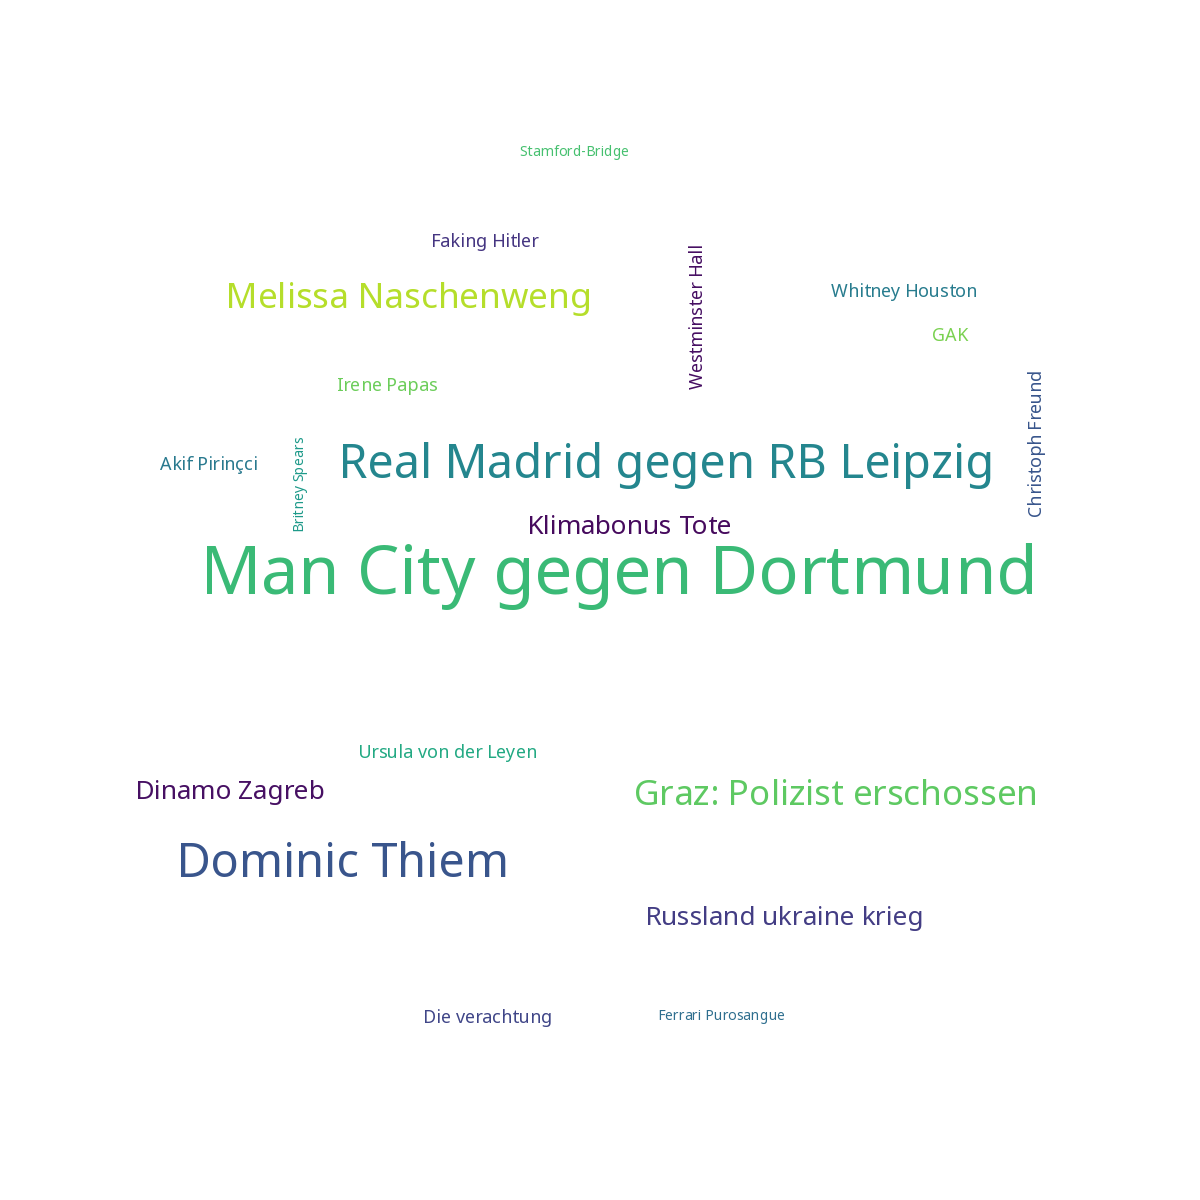 Stamford-Bridge
Faking Hitler
Melissa Naschenweng
Westminster Hall
Whitney Houston
GAK
Irene Papas
Christoph Freund
Real Madrid gegen RB Leipzig
Akif Pirinçci
Britney Spears
Klimabonus Tote
Man City gegen Dortmund
Ursula von der Leyen
Dinamo Zagreb
Graz: Polizist erschossen
Dominic Thiem
Russland ukraine krieg
Die verachtung
Ferrari Purosangue